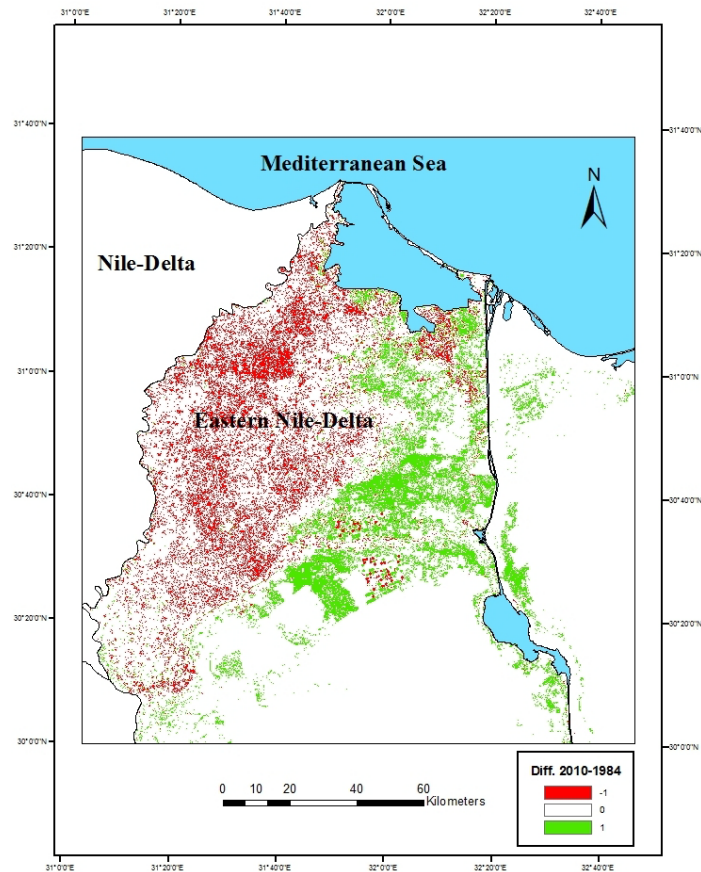 31°0'0"E 31°20'0"E 31°40'0"E 32°0'0"E 32°20'0"E 32°40'0"E
31°40'0"N 31°40'0"N
Mediterranean Sea
N
31°20'0"N 31°20'0"N
Nile-Delta
31°0'0"N 31°0'0"N
Eastern Nile-Delta
30°40'0"N 30°40'0"N
30°20'0"N 30°20'0"N
30°0'0"N 30°0'0"N
Diff. 2010-1984
-1
0
1
0 10 20 40 60
Kilometers
31°0'0"E 31°20'0"E 31°40'0"E 32°0'0"E 32°20'0"E 32°40'0"E